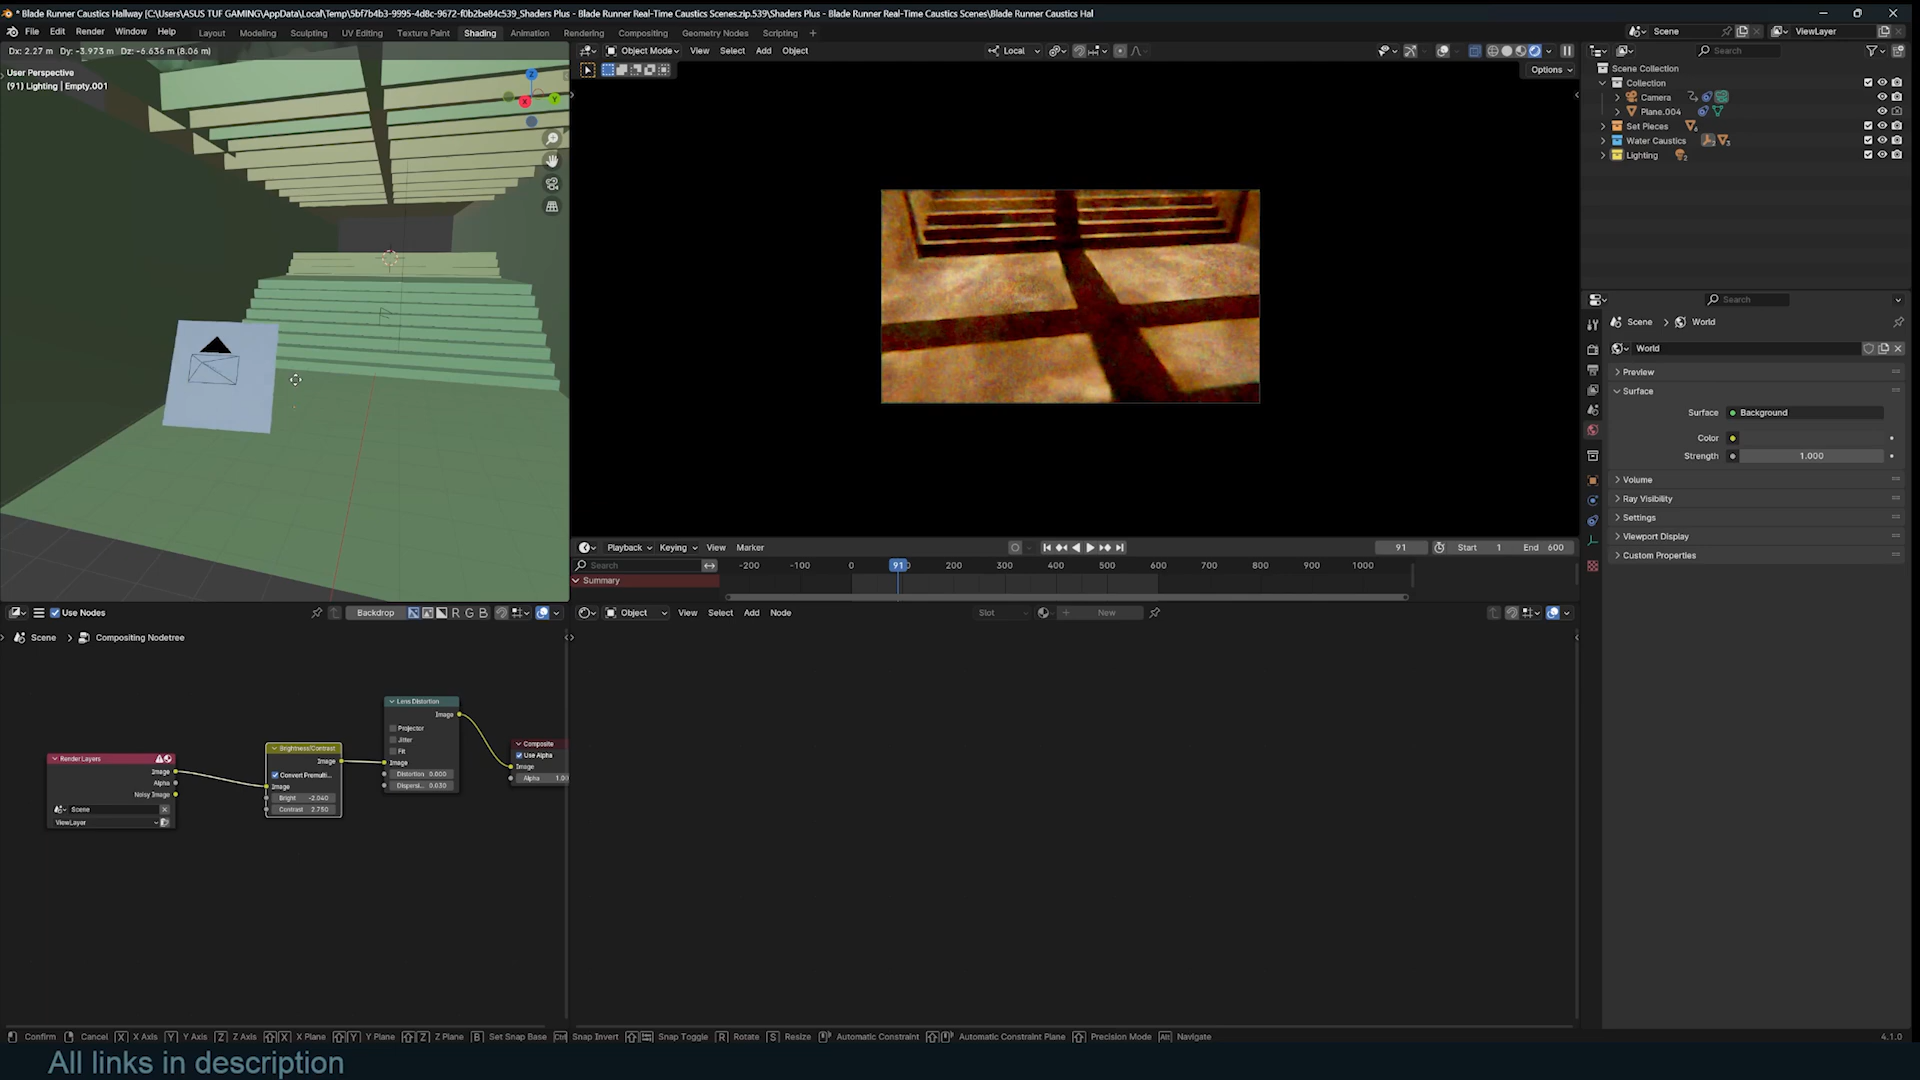 * Blade Runner Caustics Hallway [C:\Users\ASUS TUF GAMING\AppData\Local\Temp\5bf7b4b3-9995-4d8c-9672-f0b2be84c539_Shaders Plus - Blade Runner Real-Time Caustics Scenes.zip.539\Shaders Plus - Blade Runner Real-Time Caustics Scenes\Blade Runner Caustics Hal
File Edit Render Window Help Layout Modeling Sculpting UV Editing Texture Paint Shading Animation Rendering Compositing Geometry Nodes Scripting + Scene ViewLayer
Dx: 2.27 m Dy: -3.973 m Dz: -6.636 m (8.06 m)
Object Mode View Select Add Object Local
Search
Options
User Perspective
(91) Lighting | Empty.001
Z
X
Y
Scene Collection
Collection
Camera
Plane.004
Set Pieces
Water Caustics
Lighting
Search
Scene > World
World
Preview
Surface
Surface Background
Color
Strength 1.000
Volume
Ray Visibility
Settings
Viewport Display
Custom Properties
Playback Keying View Marker 91 Start 1 End 600
Search -200 -100 0 91 200 300 400 500 600 700 800 900 1000
Summary
Use Nodes Backdrop R G B
Object View Select Add Node Slot New
Scene > Compositing Nodetree
Render Layers
Image
Alpha
Noisy Image
Scene
ViewLayer
Brightness/Contrast
Image
Convert Premulti...
Image
Bright -2.040
Contrast 2.750
Lens Distortion
Image
Projector
Jitter
Fit
Image
Distortion 0.000
Dispersi... 0.030
Composite
Use Alpha
Image
Alpha 1.00
Confirm Cancel X X Axis Y Y Axis Z Z Axis X X Plane Y Y Plane Z Z Plane B Set Snap Base Ctrl Snap Invert Snap Toggle R Rotate S Resize Automatic Constraint Automatic Constraint Plane Precision Mode Alt Navigate 4.1.0
All links in description